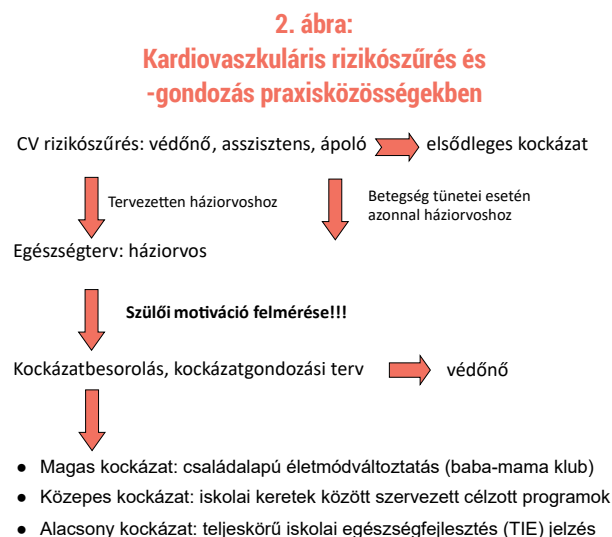 2. ábra:
Kardiovaszkuláris rizikószűrés és
-gondozás praxisközösségekben
CV rizikószűrés: védőnő, asszisztens, ápoló elsődleges kockázat
Tervezetten háziorvoshoz
Betegség tünetei esetén
azonnal háziorvoshoz
Egészségterv: háziorvos
Szülői motiváció felmérése!!!
Kockázatbesorolás, kockázatgondozási terv védőnő
● Magas kockázat: családalapú életmódváltoztatás (baba-mama klub)
● Közepes kockázat: iskolai keretek között szervezett célzott programok
● Alacsony kockázat: teljeskörű iskolai egészségfejlesztés (TIE) jelzés